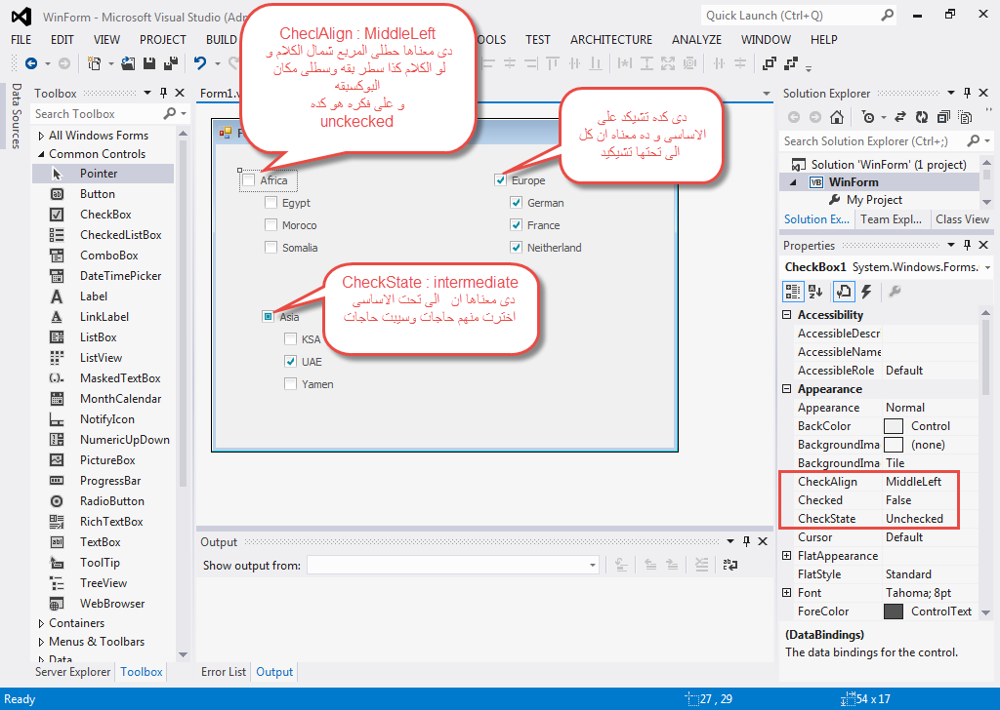 WinForm - Microsoft Visual Studio (Ad
Quick Launch (Ctrl+Q)
FILE EDIT VIEW PROJECT BUILD OOLS TEST ARCHITECTURE ANALYZE WINDOW HELP
CheclAlign : MiddleLeft
دى معناها حطلى المربع شمال الكلام و
لو الكلام كذا سطر بقه وسطلى مكان
البوكسيقه
و على فكره هو كده
unckecked
Data Sources
Toolbox
Search Toolbox
All Windows Forms
Common Controls
Pointer
Button
CheckBox
CheckedListBox
ComboBox
DateTimePicker
Label
LinkLabel
ListBox
ListView
MaskedTextBox
MonthCalendar
NotifyIcon
NumericUpDown
PictureBox
ProgressBar
RadioButton
RichTextBox
TextBox
ToolTip
TreeView
WebBrowser
Containers
Menus & Toolbars
Data
Server Explorer Toolbox
Form1.v
دى كده تشيكد على
الاساسى و ده معناه ان كل
الى تحتها تشيكيد
Africa
Egypt
Moroco
Somalia
Europe
German
France
Neitherland
CheckState : intermediate
دى معناها ان الى تحت الاساسى
اخترت منهم حاجات وسيبت حاجات
Asia
KSA
UAE
Yamen
Output
Show output from:
Error List Output
Solution Explorer
Search Solution Explorer (Ctrl+;)
Solution 'WinForm' (1 project)
VB WinForm
My Project
Solution Ex... Team Expl... Class View
Properties
CheckBox1 System.Windows.Forms.
Accessibility
AccessibleDescr
AccessibleName
AccessibleRole Default
Appearance
Appearance Normal
BackColor Control
BackgroundIma (none)
BackgroundIma Tile
CheckAlign MiddleLeft
Checked False
CheckState Unchecked
Cursor Default
FlatAppearance
FlatStyle Standard
Font Tahoma; 8pt
ForeColor ControlText
(DataBindings)
The data bindings for the control.
Ready
27 , 29
54 x 17